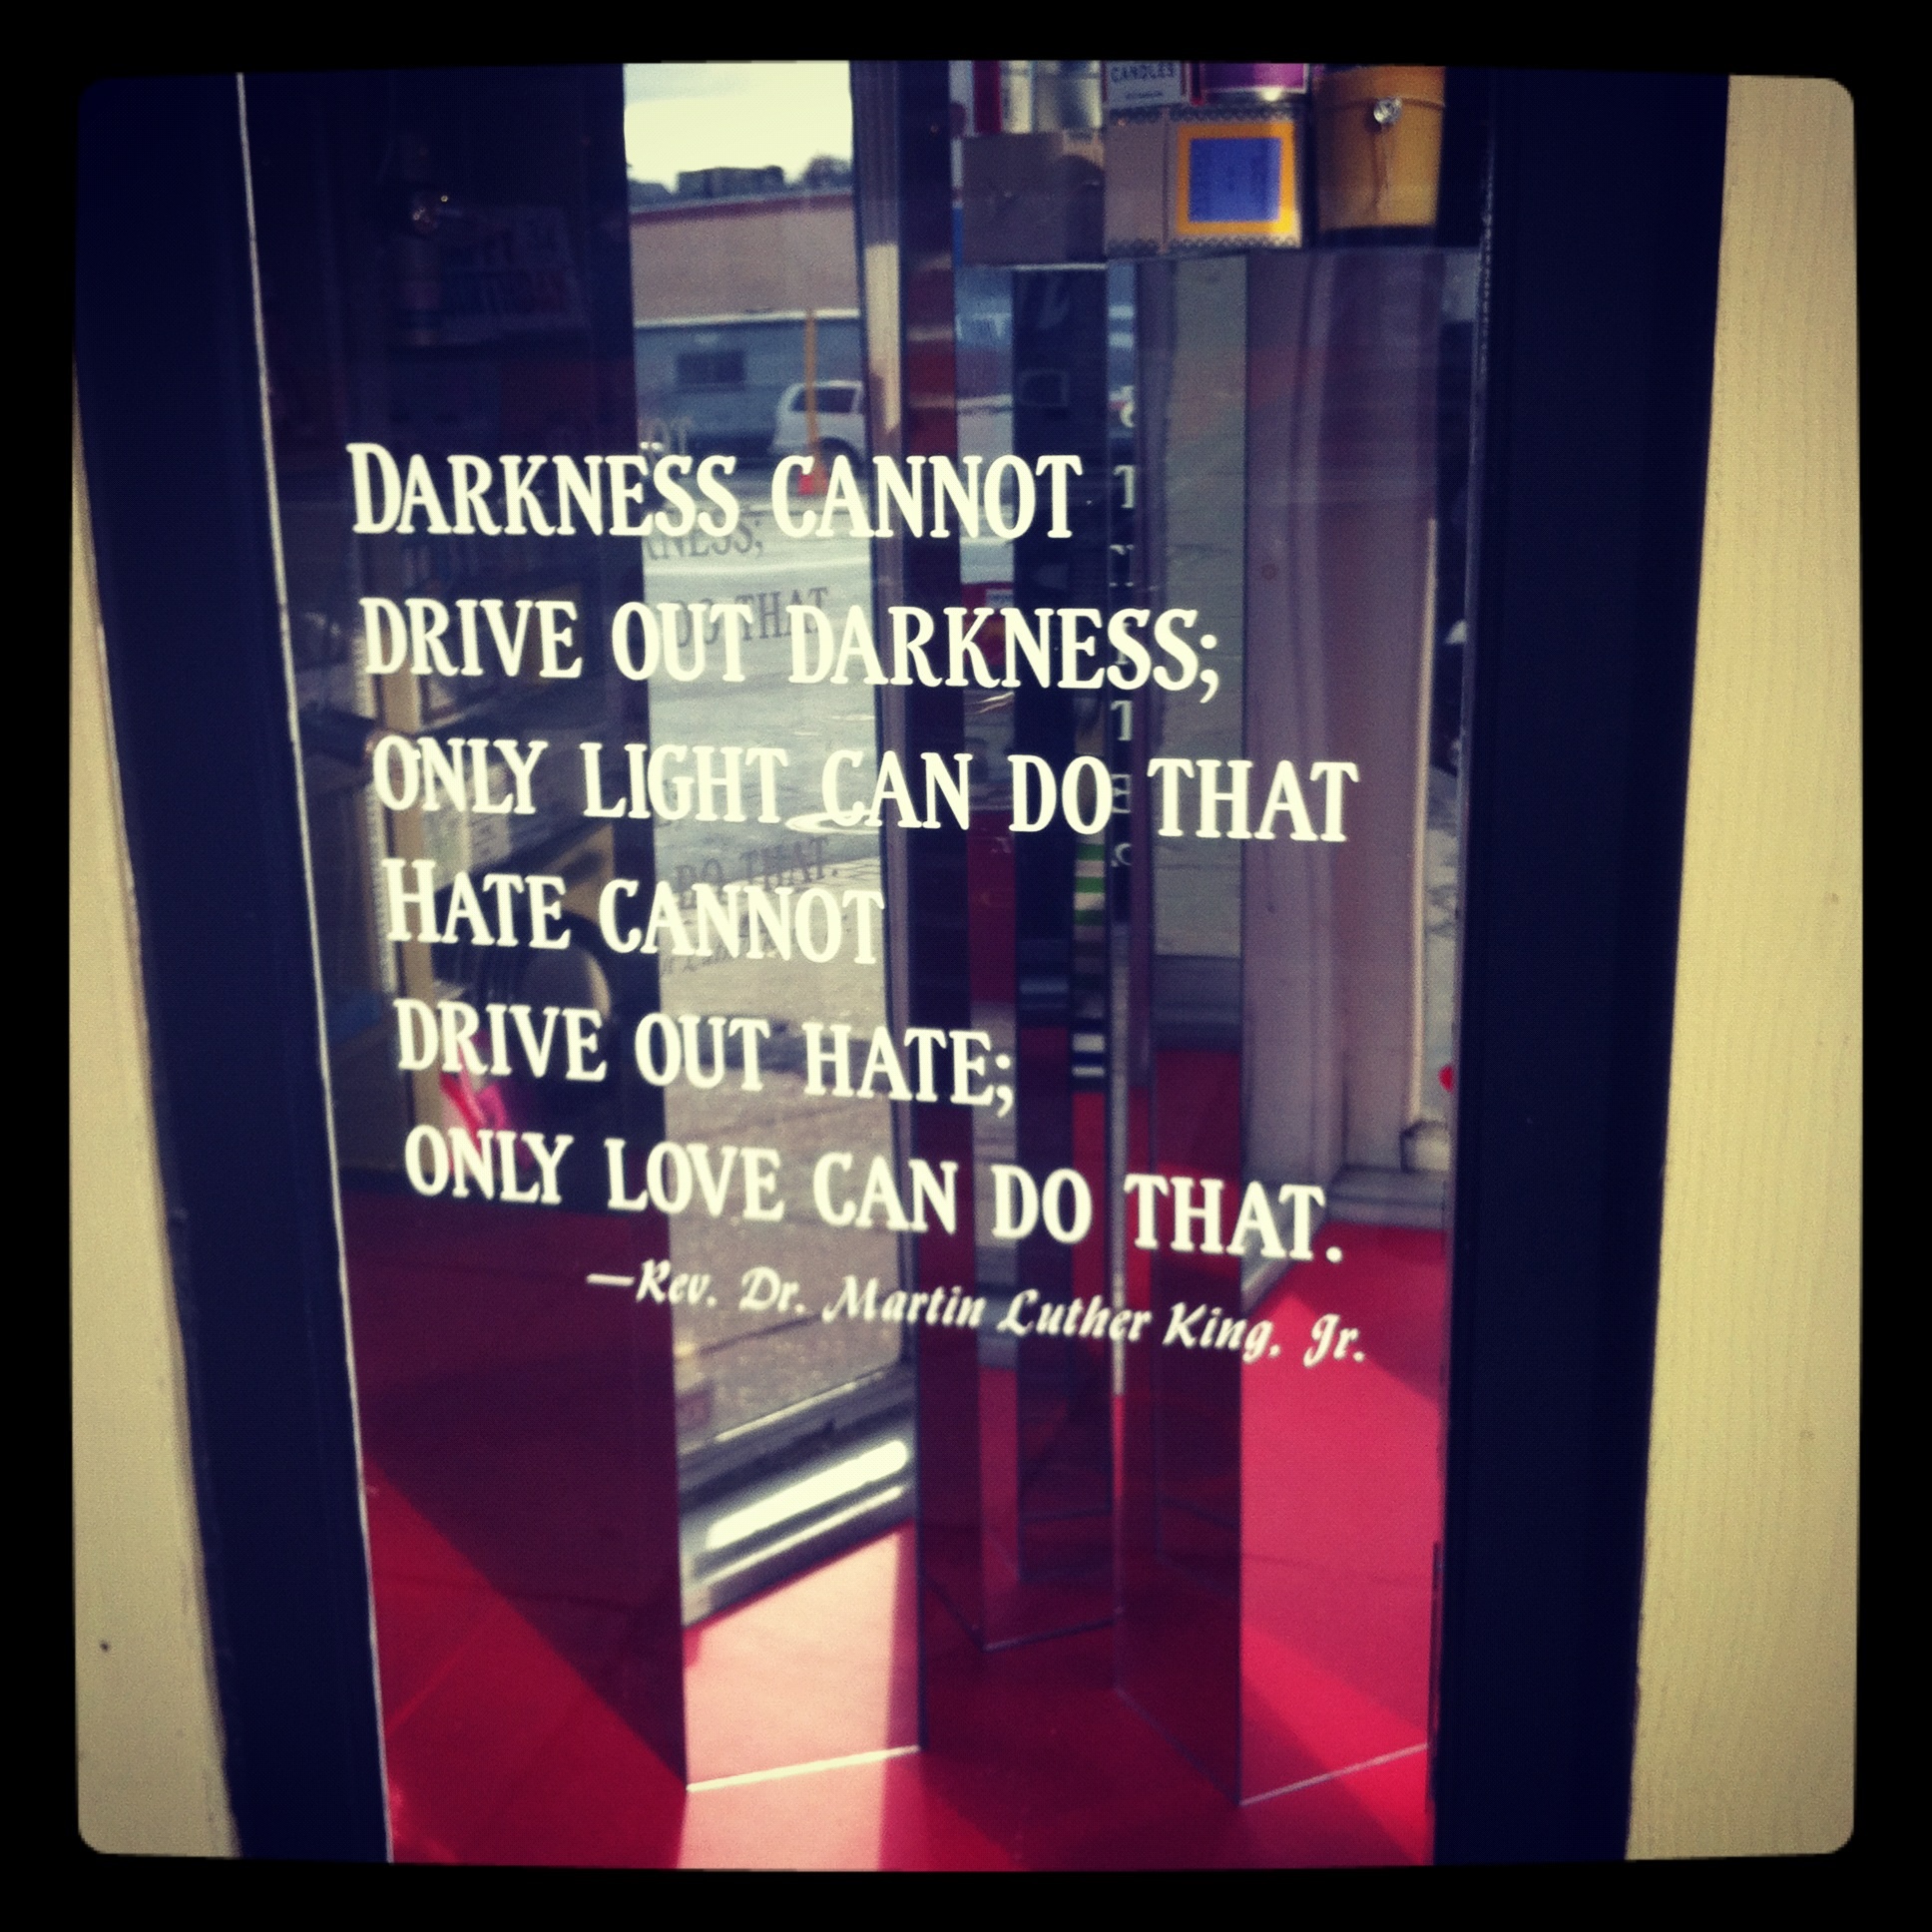 CANDLES
DARKNESS CANNOT
DRIVE OUT DARKNESS;
ONLY LIGHT CAN DO THAT
HATE CANNOT
DRIVE OUT HATE;
ONLY LOVE CAN DO THAT.
—Rev. Dr. Martin Luther King, Jr.